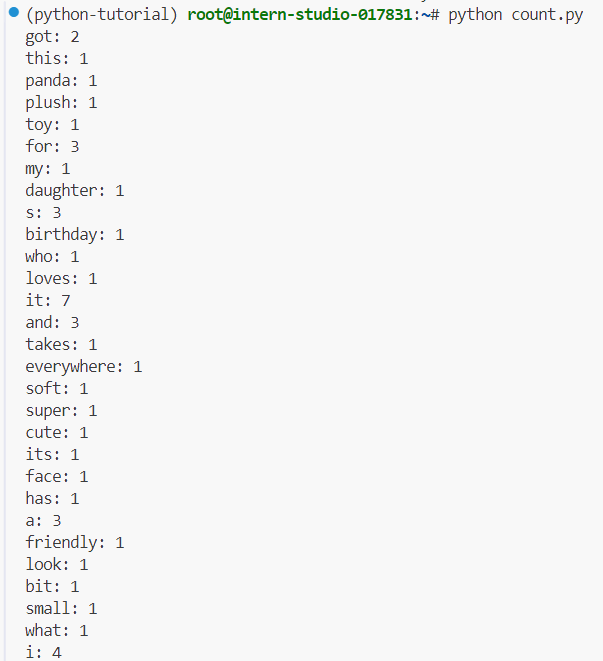 (python-tutorial) root@intern-studio-017831:~# python count.py
got: 2
this: 1
panda: 1
plush: 1
toy: 1
for: 3
my: 1
daughter: 1
s: 3
birthday: 1
who: 1
loves: 1
it: 7
and: 3
takes: 1
everywhere: 1
soft: 1
super: 1
cute: 1
its: 1
face: 1
has: 1
a: 3
friendly: 1
look: 1
bit: 1
small: 1
what: 1
i: 4